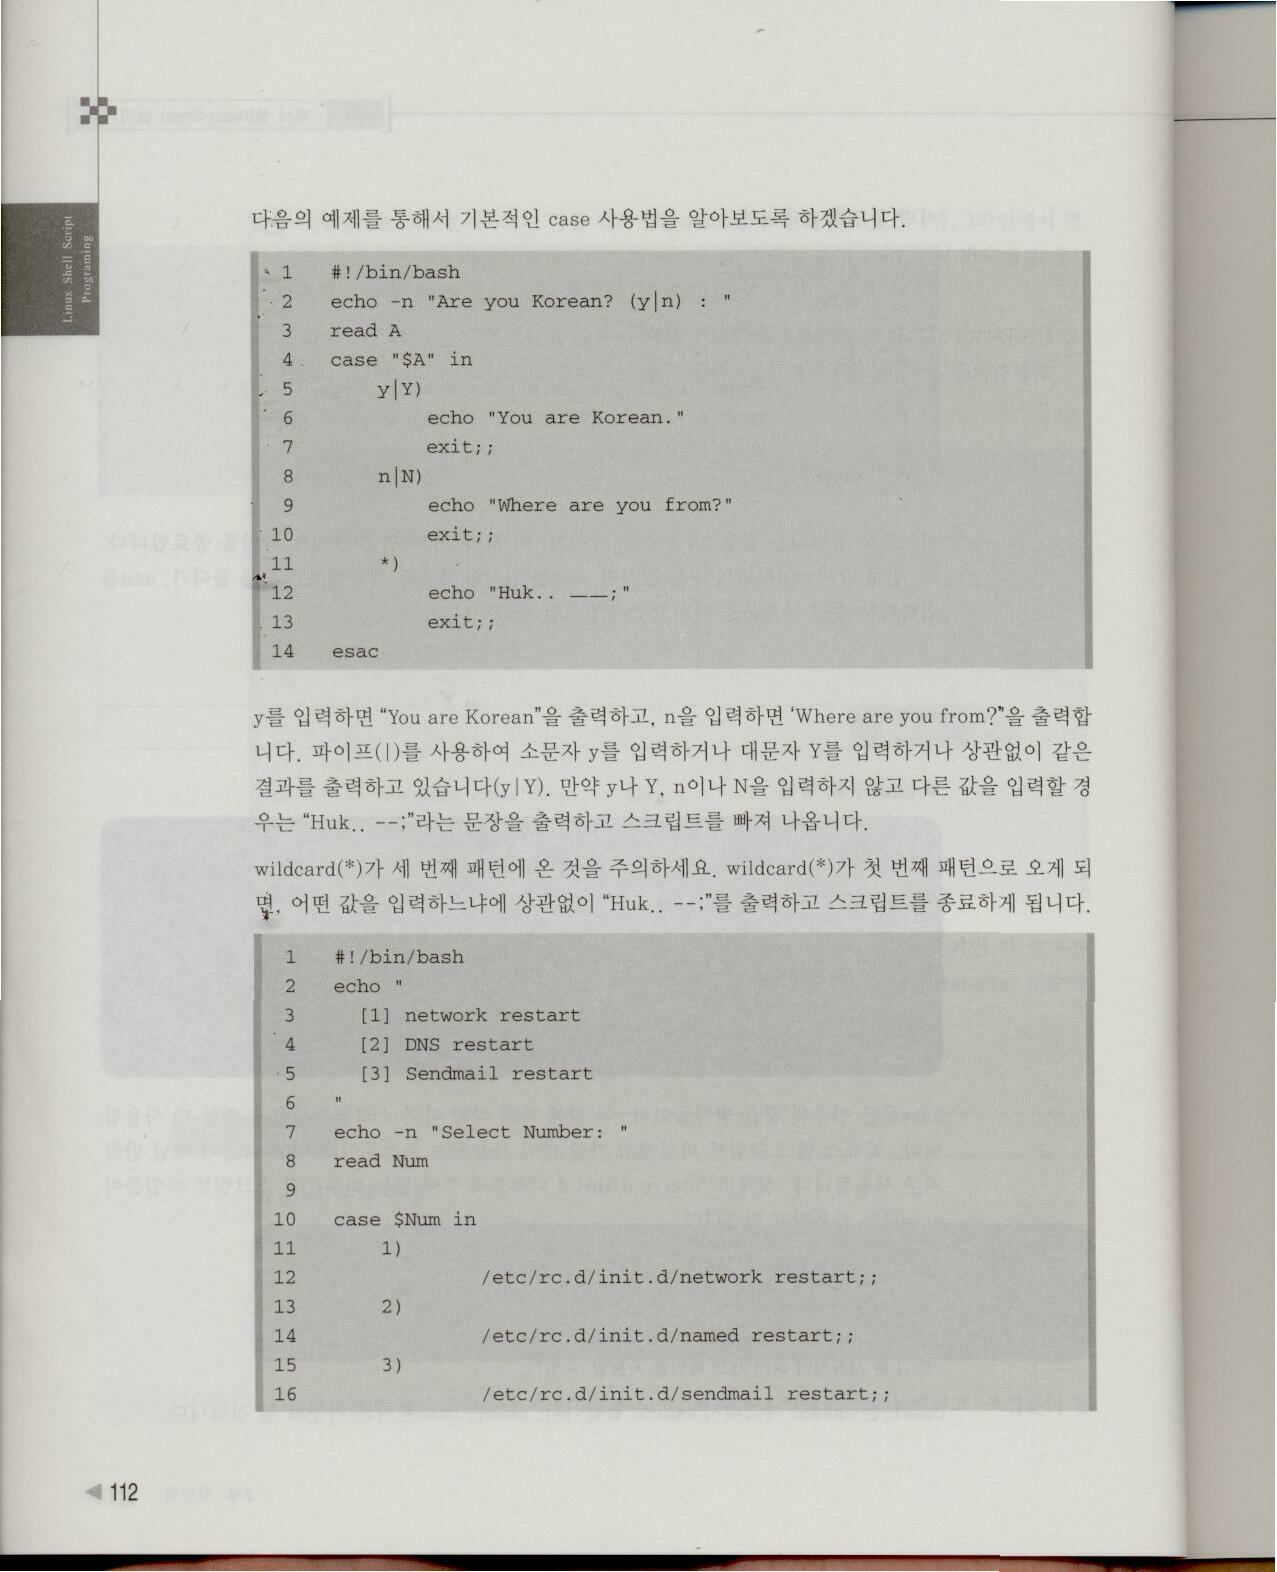 Linux Shell Script
Programing
다음의 예제를 통해서 기본적인 case 사용법을 알아보도록 하겠습니다.
1 #!/bin/bash
2 echo -n "Are you Korean? (y|n) : "
3 read A
4 case "$A" in
5 y|Y)
6 echo "You are Korean."
7 exit;;
8 n|N)
9 echo "Where are you from?"
10 exit;;
11 *)
12 echo "Huk.. ――;"
13 exit;;
14 esac
y를 입력하면 “You are Korean”을 출력하고, n을 입력하면 ‘Where are you from?”을 출력합
니다. 파이프(|)를 사용하여 소문자 y를 입력하거나 대문자 Y를 입력하거나 상관없이 같은
결과를 출력하고 있습니다(y|Y). 만약 y나 Y, n이나 N을 입력하지 않고 다른 값을 입력할 경
우는 “Huk.. --;”라는 문장을 출력하고 스크립트를 빠져 나옵니다.
wildcard(*)가 세 번째 패턴에 온 것을 주의하세요. wildcard(*)가 첫 번째 패턴으로 오게 되
면, 어떤 값을 입력하느냐에 상관없이 “Huk.. --;”를 출력하고 스크립트를 종료하게 됩니다.
1 #!/bin/bash
2 echo "
3 [1] network restart
4 [2] DNS restart
5 [3] Sendmail restart
6 "
7 echo -n "Select Number: "
8 read Num
9
10 case $Num in
11 1)
12 /etc/rc.d/init.d/network restart;;
13 2)
14 /etc/rc.d/init.d/named restart;;
15 3)
16 /etc/rc.d/init.d/sendmail restart;;
◀ 112